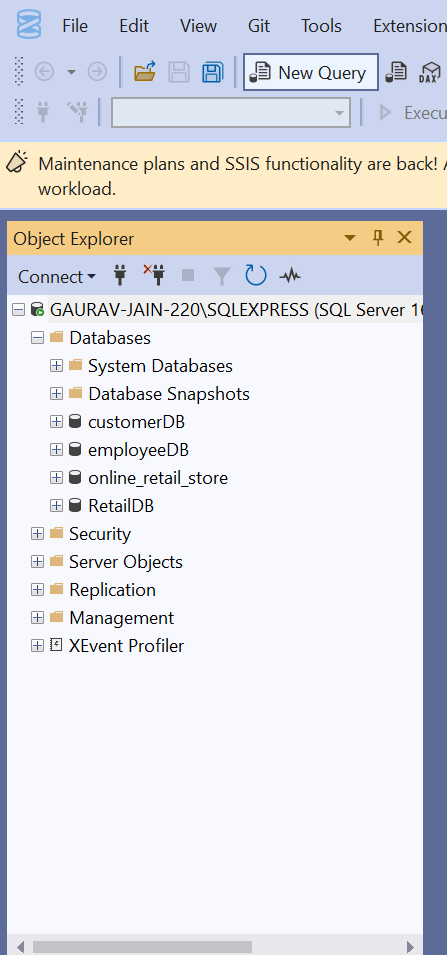 File Edit View Git Tools Extension
New Query DAX
Execu
Maintenance plans and SSIS functionality are back!
workload.
Object Explorer
Connect
GAURAV-JAIN-220\SQLEXPRESS (SQL Server 16
Databases
System Databases
Database Snapshots
customerDB
employeeDB
online_retail_store
RetailDB
Security
Server Objects
Replication
Management
XEvent Profiler